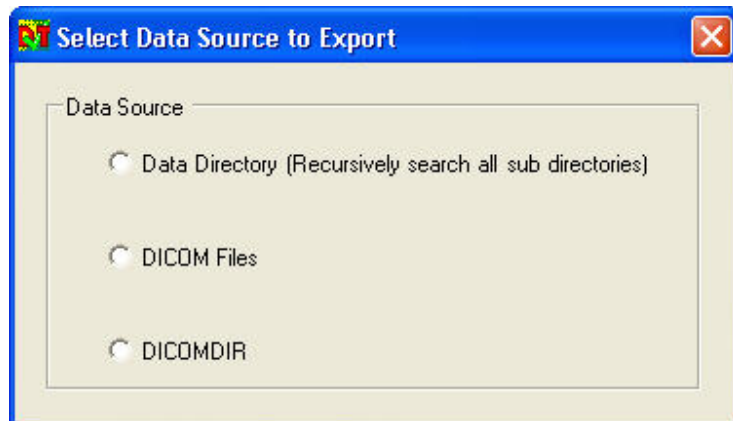 Select Data Source to Export
Data Source
Data Directory (Recursively search all sub directories)
DICOM Files
DICOMDIR